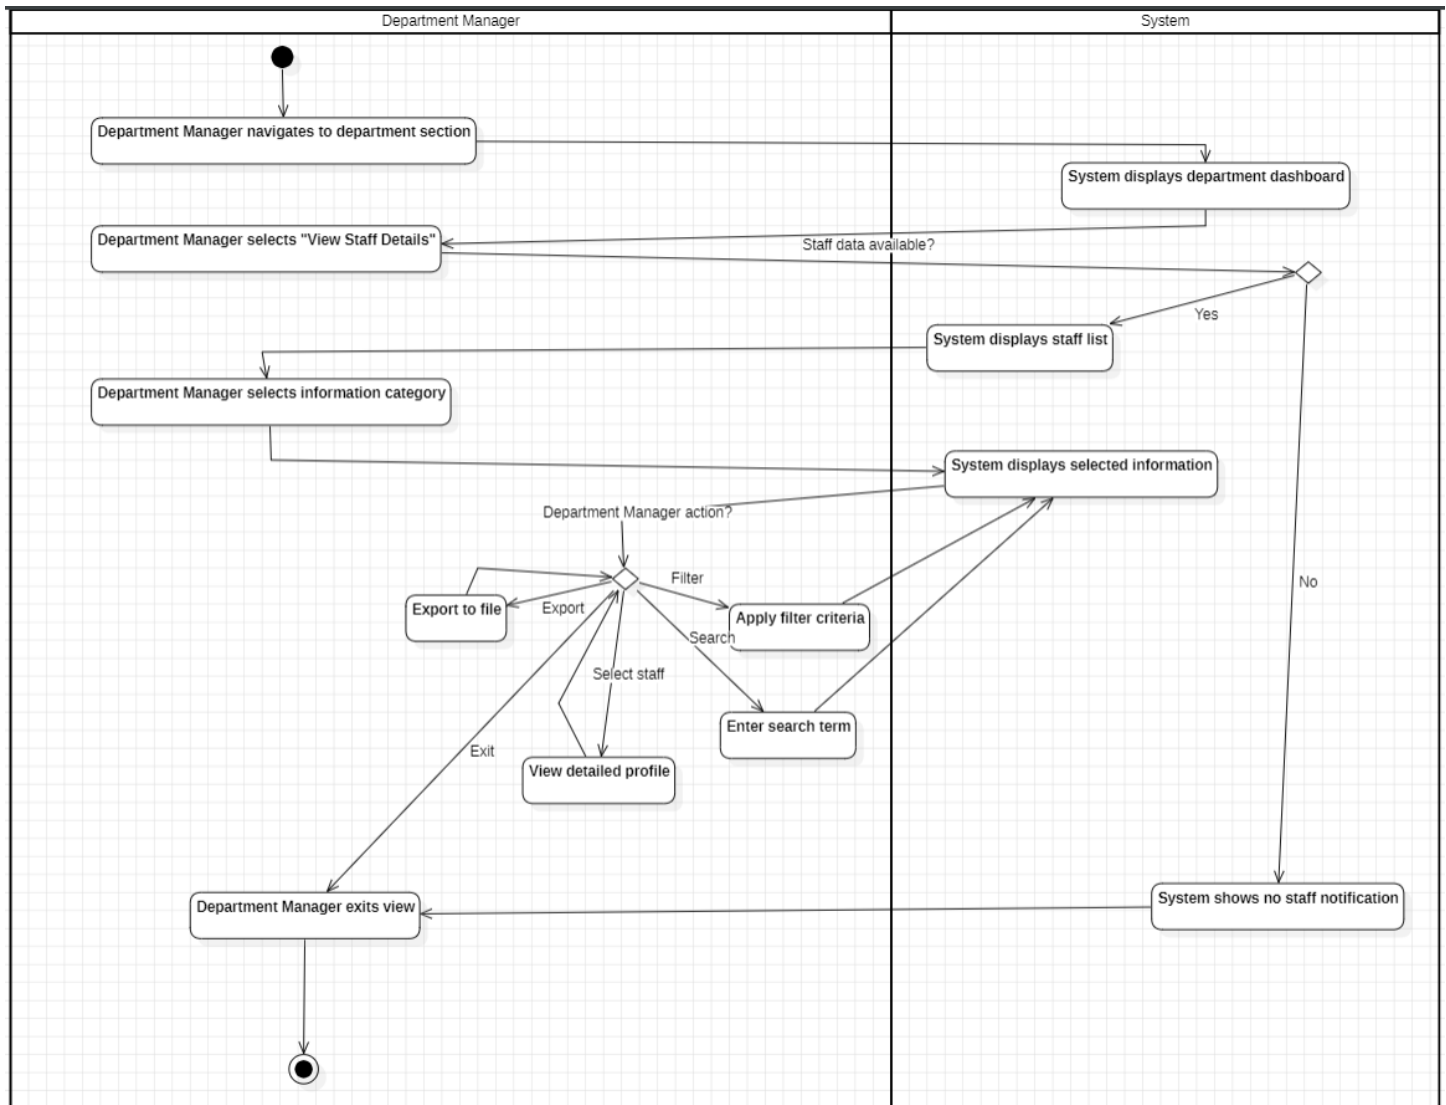 Department Manager
System
Department Manager navigates to department section
System displays department dashboard
Department Manager selects "View Staff Details"
Staff data available?
Yes
System displays staff list
Department Manager selects information category
System displays selected information
Department Manager action?
Filter
No
Export to file
Export
Apply filter criteria
Search
Select staff
Enter search term
Exit
View detailed profile
Department Manager exits view
System shows no staff notification